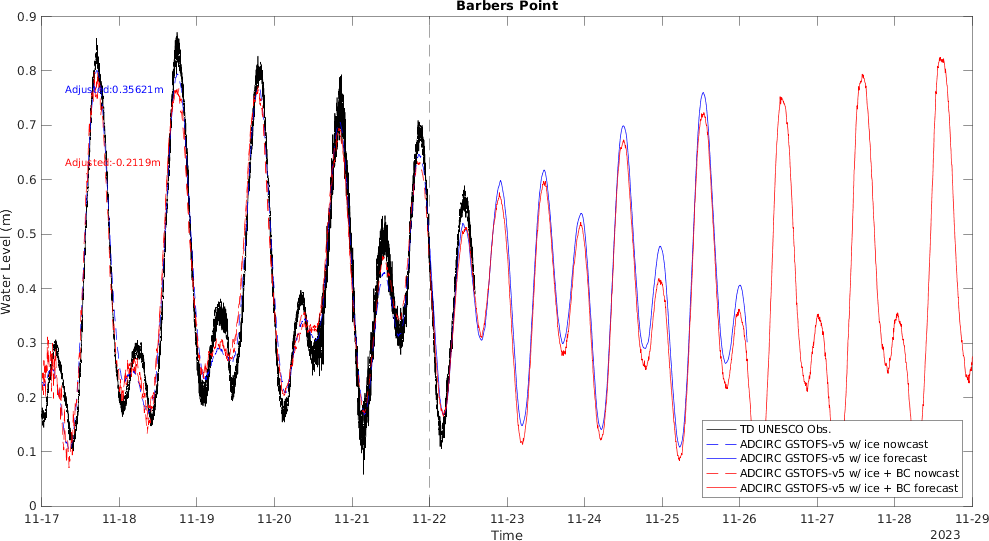 Barbers Point
0.9
0.8
0.7
0.6
0.5
0.4
0.3
0.2
0.1
0
Water Level (m)
Adjusted:0.35621m
Adjusted:-0.2119m
TD UNESCO Obs.
ADCIRC GSTOFS-v5 w/ ice nowcast
ADCIRC GSTOFS-v5 w/ ice forecast
ADCIRC GSTOFS-v5 w/ ice + BC nowcast
ADCIRC GSTOFS-v5 w/ ice + BC forecast
11-17 11-18 11-19 11-20 11-21 11-22 11-23 11-24 11-25 11-26 11-27 11-28 11-29
Time
2023